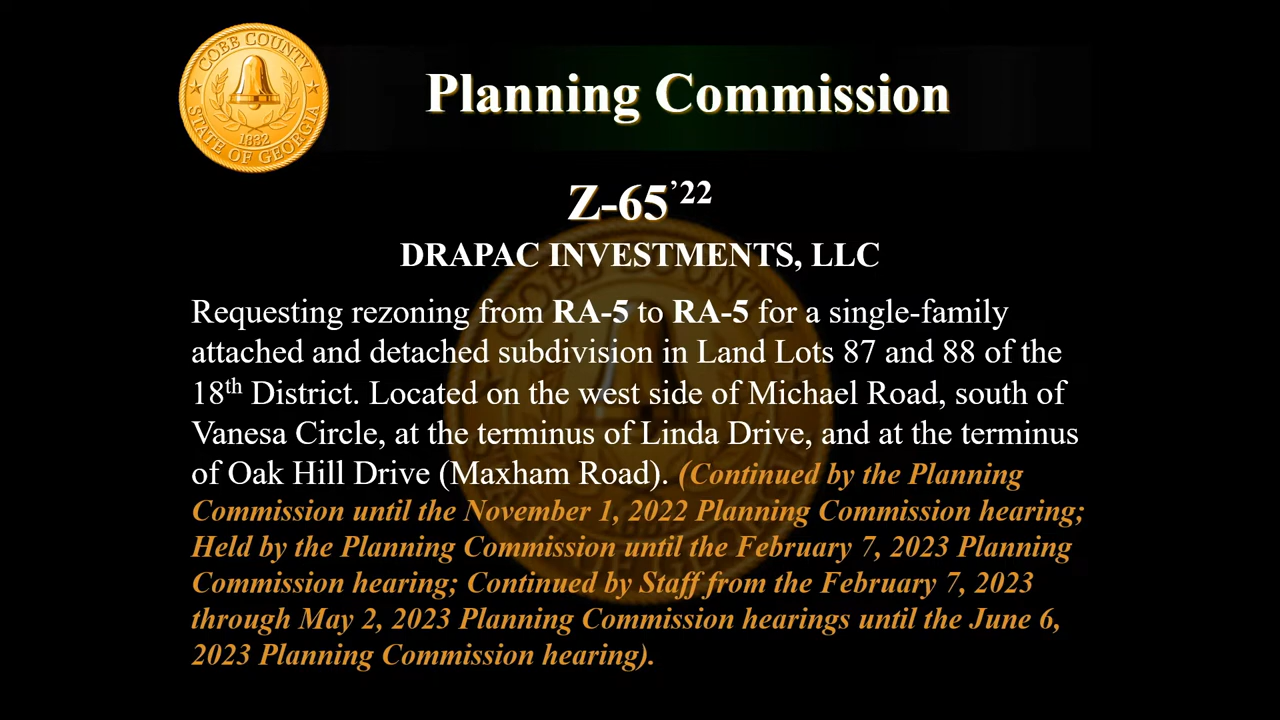 COBB COUNTY
1832
STATE OF GEORGIA
Planning Commission
Z-65’22
DRAPAC INVESTMENTS, LLC
Requesting rezoning from RA-5 to RA-5 for a single-family
attached and detached subdivision in Land Lots 87 and 88 of the
18th District. Located on the west side of Michael Road, south of
Vanesa Circle, at the terminus of Linda Drive, and at the terminus
of Oak Hill Drive (Maxham Road). (Continued by the Planning
Commission until the November 1, 2022 Planning Commission hearing;
Held by the Planning Commission until the February 7, 2023 Planning
Commission hearing; Continued by Staff from the February 7, 2023
through May 2, 2023 Planning Commission hearings until the June 6,
2023 Planning Commission hearing).